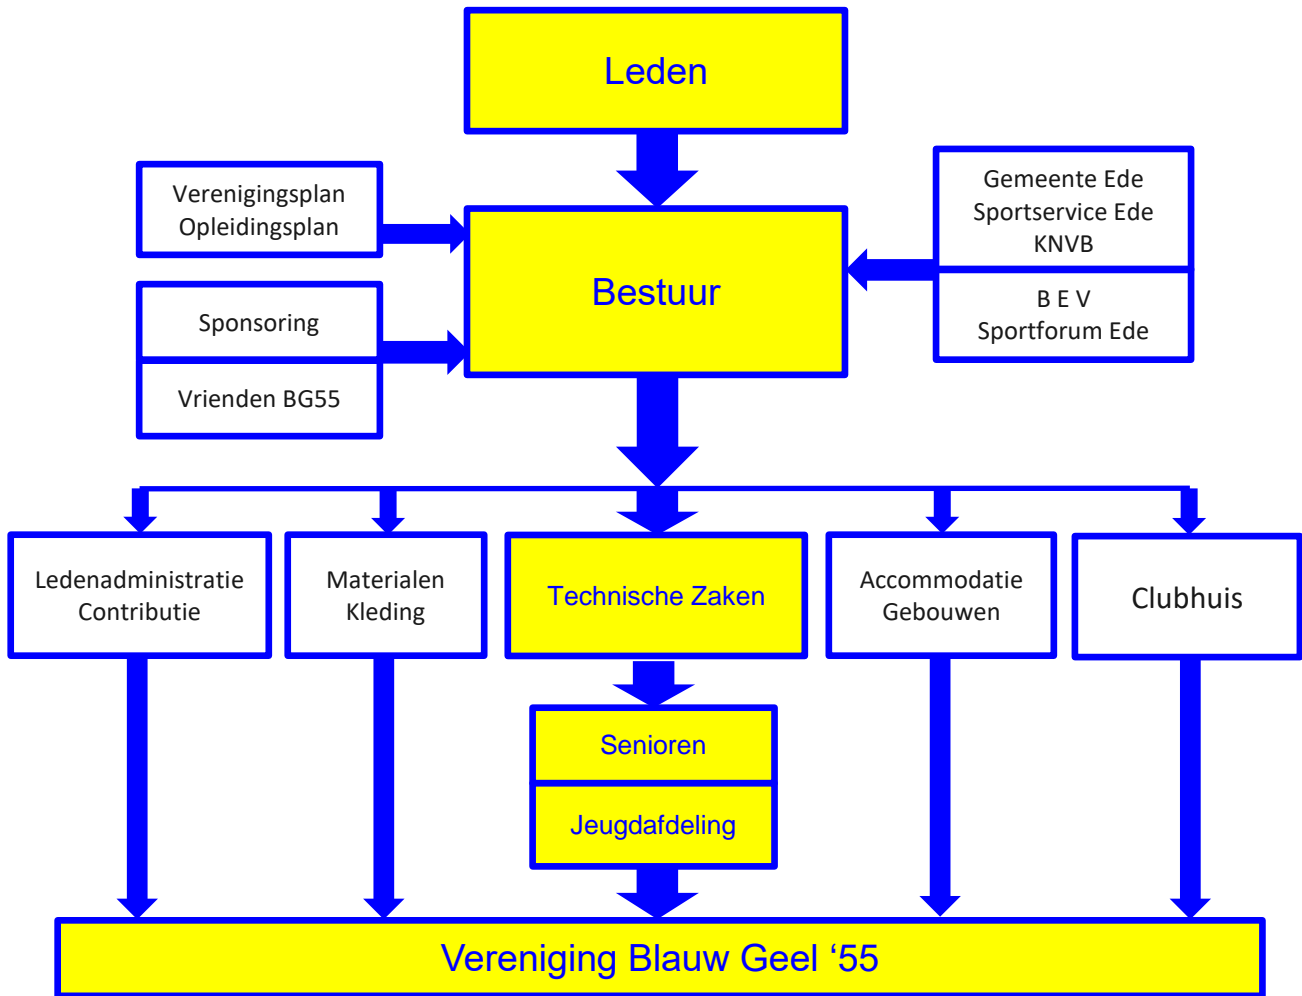 Leden
Verenigingsplan
Opleidingsplan
Gemeente Ede
Sportservice Ede
KNVB
Bestuur
Sponsoring
B E V
Sportforum Ede
Vrienden BG55
Ledenadministratie
Contributie
Materialen
Kleding
Technische Zaken
Accommodatie
Gebouwen
Clubhuis
Senioren
Jeugdafdeling
Vereniging Blauw Geel ‘55